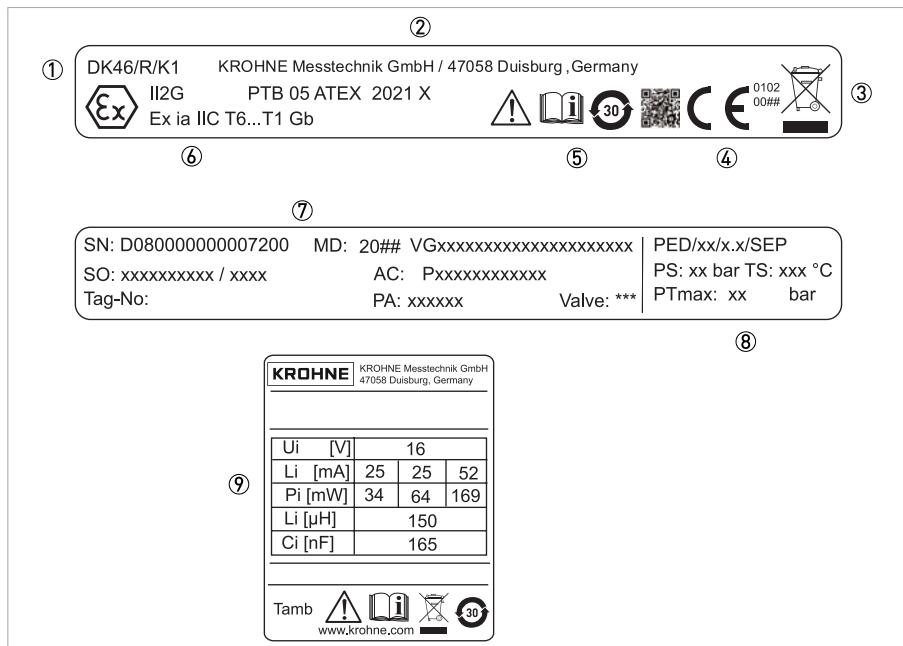 ②
① DK46/R/K1 KROHNE Messtechnik GmbH / 47058 Duisburg ,Germany
Ex II2G PTB 05 ATEX 2021 X
Ex ia IIC T6...T1 Gb
30
0102
00##
③
⑥ ⑤ ④
⑦
SN: D080000000007200 MD: 20## VGxxxxxxxxxxxxxxxxxxxxx PED/xx/x.x/SEP
SO: xxxxxxxxxx / xxxx AC: Pxxxxxxxxxxxx PS: xx bar TS: xxx °C
Tag-No: PA: xxxxxx Valve: *** PTmax: xx bar
⑧
KROHNE KROHNE Messtechnik GmbH
47058 Duisburg, Germany
Ui [V] 16
Li [mA] 25 25 52
⑨ Pi [mW] 34 64 169
Li [µH] 150
Ci [nF] 165
Tamb 30
www.krohne.com